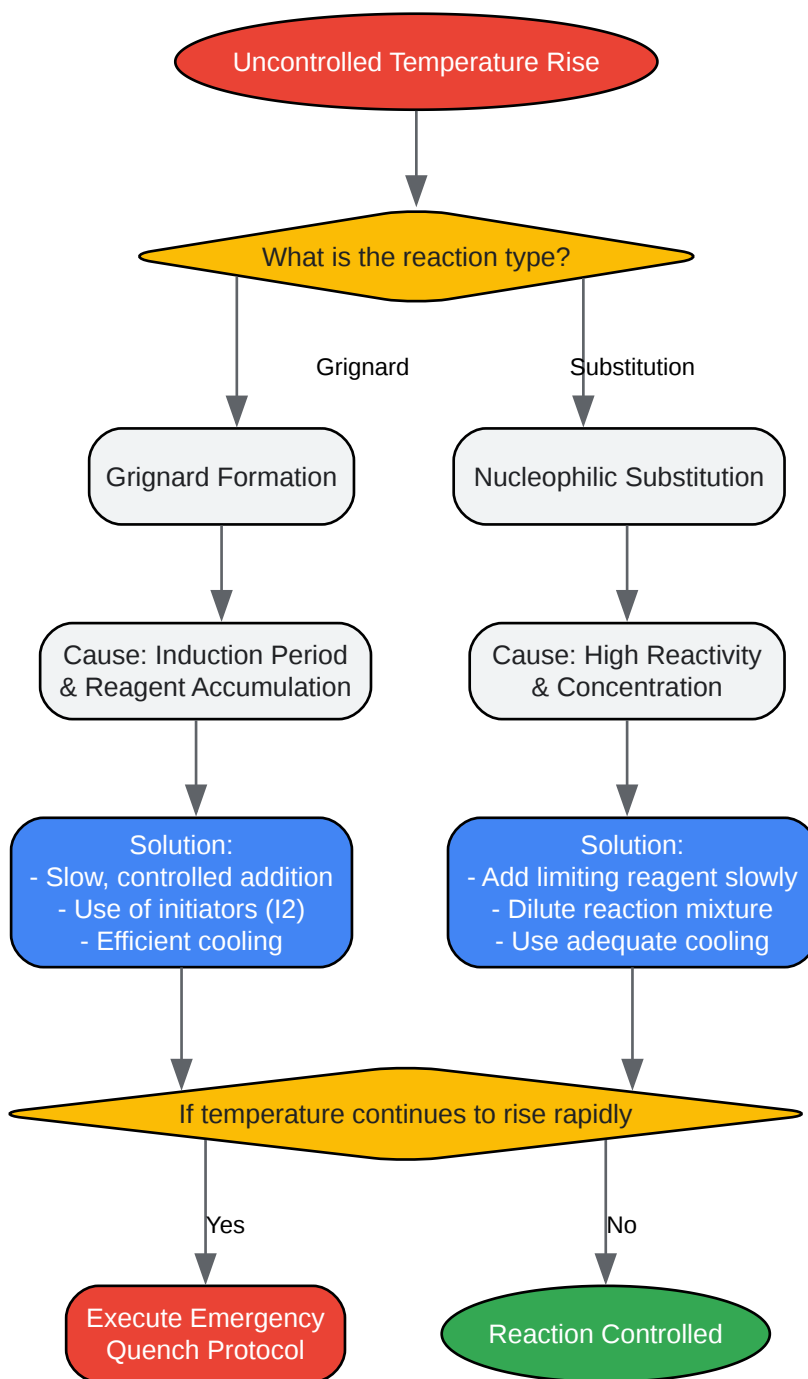 Uncontrolled Temperature Rise
What is the reaction type?
Grignard
Substitution
Grignard Formation
Nucleophilic Substitution
Cause: Induction Period
& Reagent Accumulation
Cause: High Reactivity
& Concentration
Solution:
- Slow, controlled addition
- Use of initiators (I2)
- Efficient cooling
Solution:
- Add limiting reagent slowly
- Dilute reaction mixture
- Use adequate cooling
If temperature continues to rise rapidly
Yes
No
Execute Emergency
Quench Protocol
Reaction Controlled